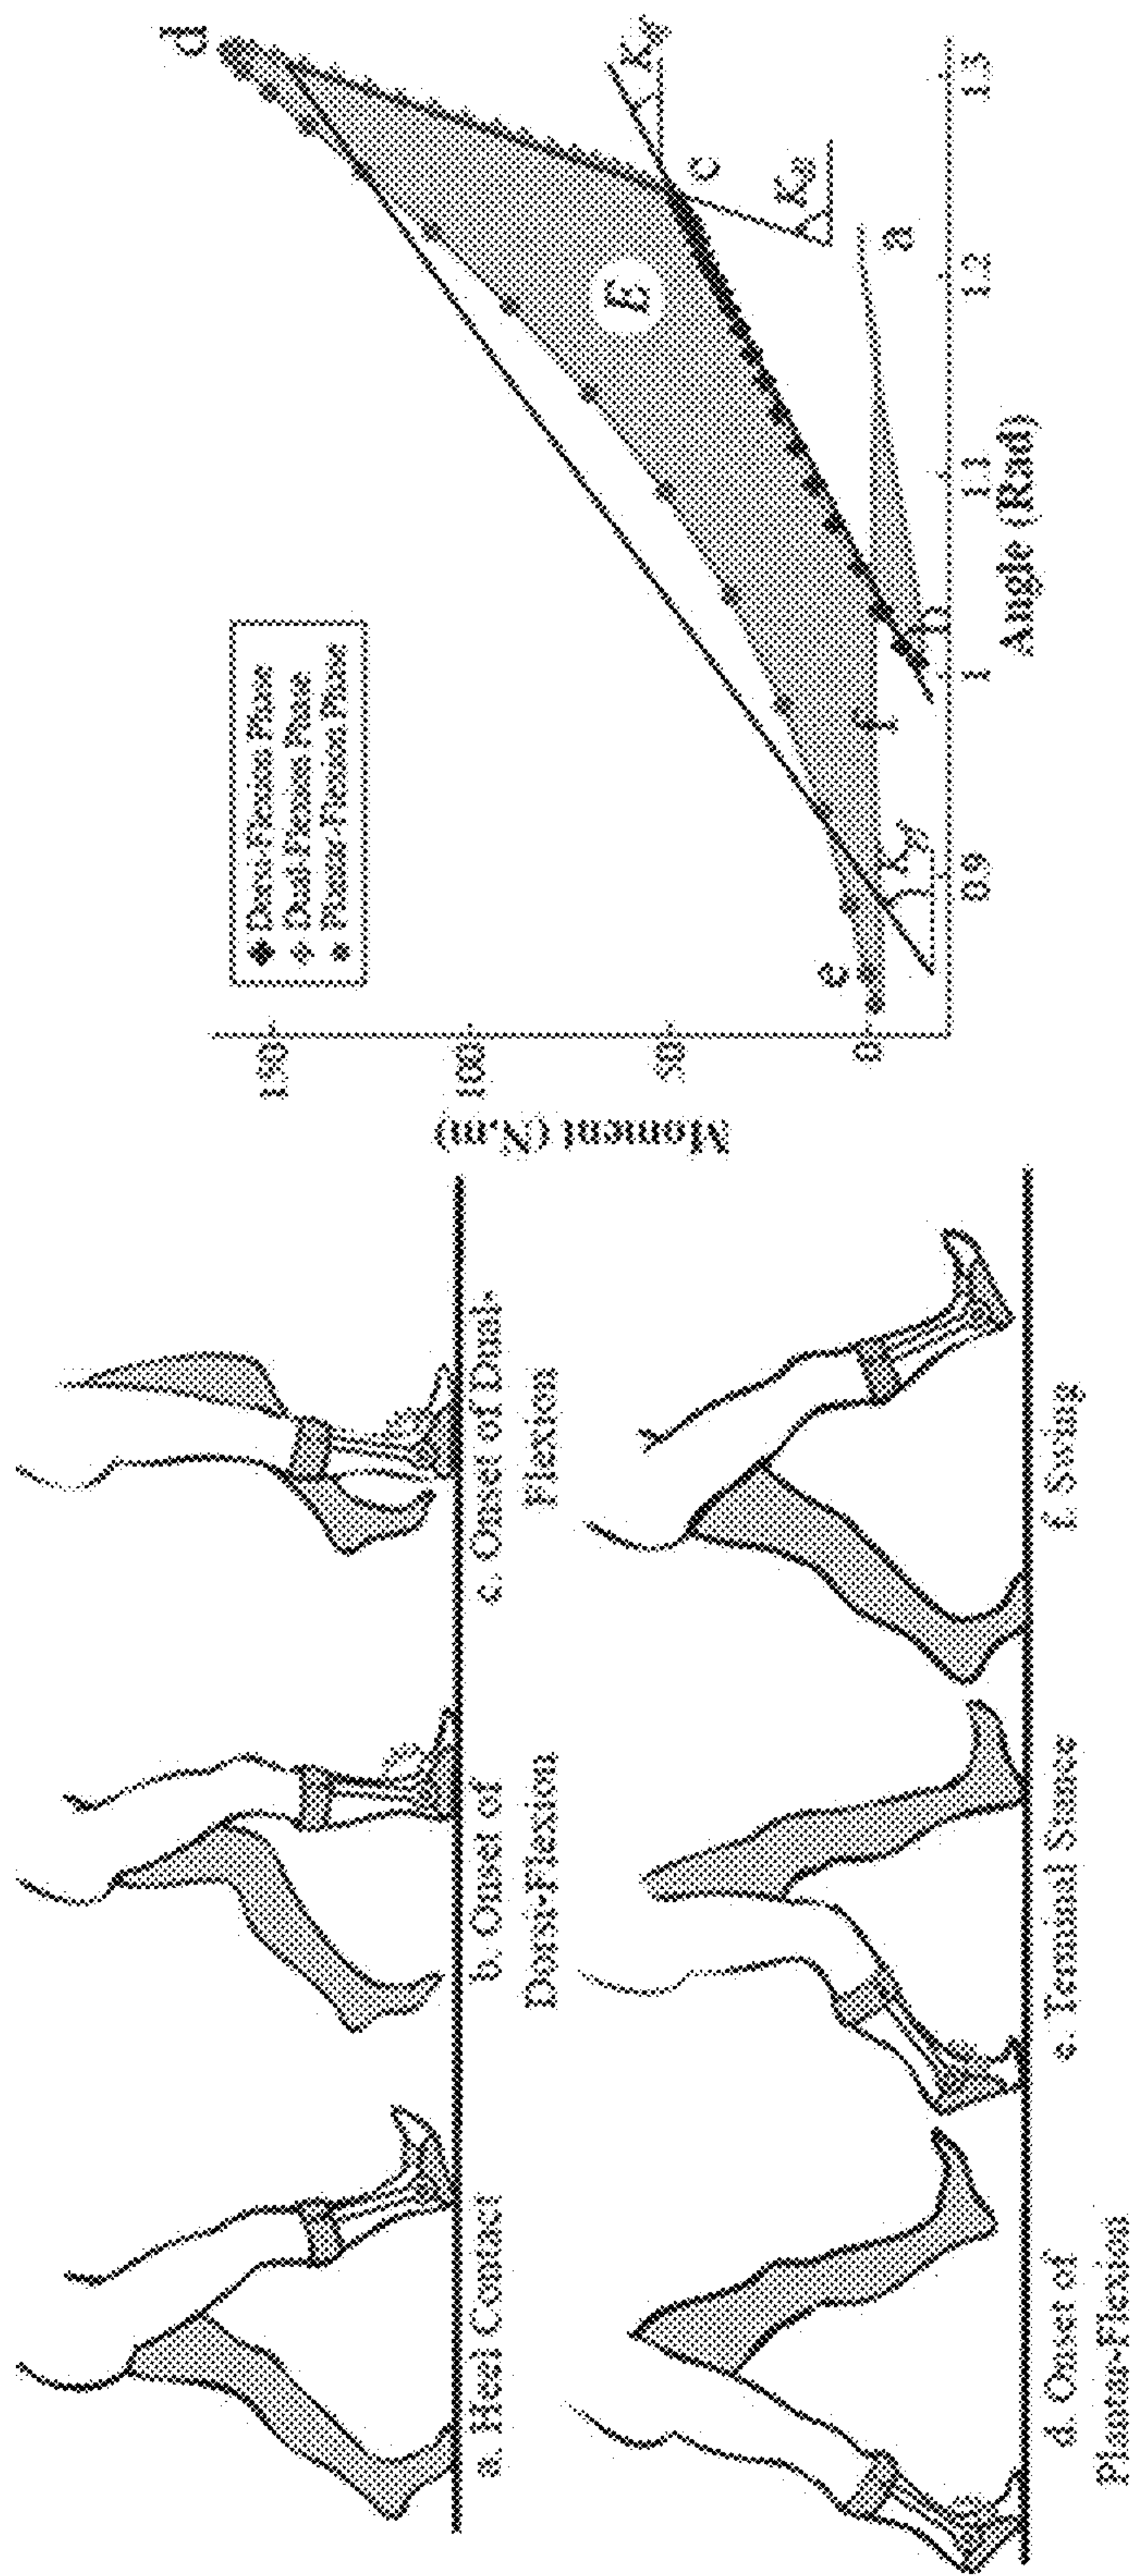 a. Heel Contact
b. Onset of
Dorsi-Flexion
c. Onset of Dual-
Flexion
d. Onset of
Plantar-Flexion
e. Terminal Stance
f. Swing
Moment (N.m)
150
100
50
0
Dorsi-Flexion Phase
Dual-Flexion Phase
Plantar-Flexion Phase
d
E
c
a
b
f
e
0.9
1
1.1
1.2
1.3
Angle (Rad)